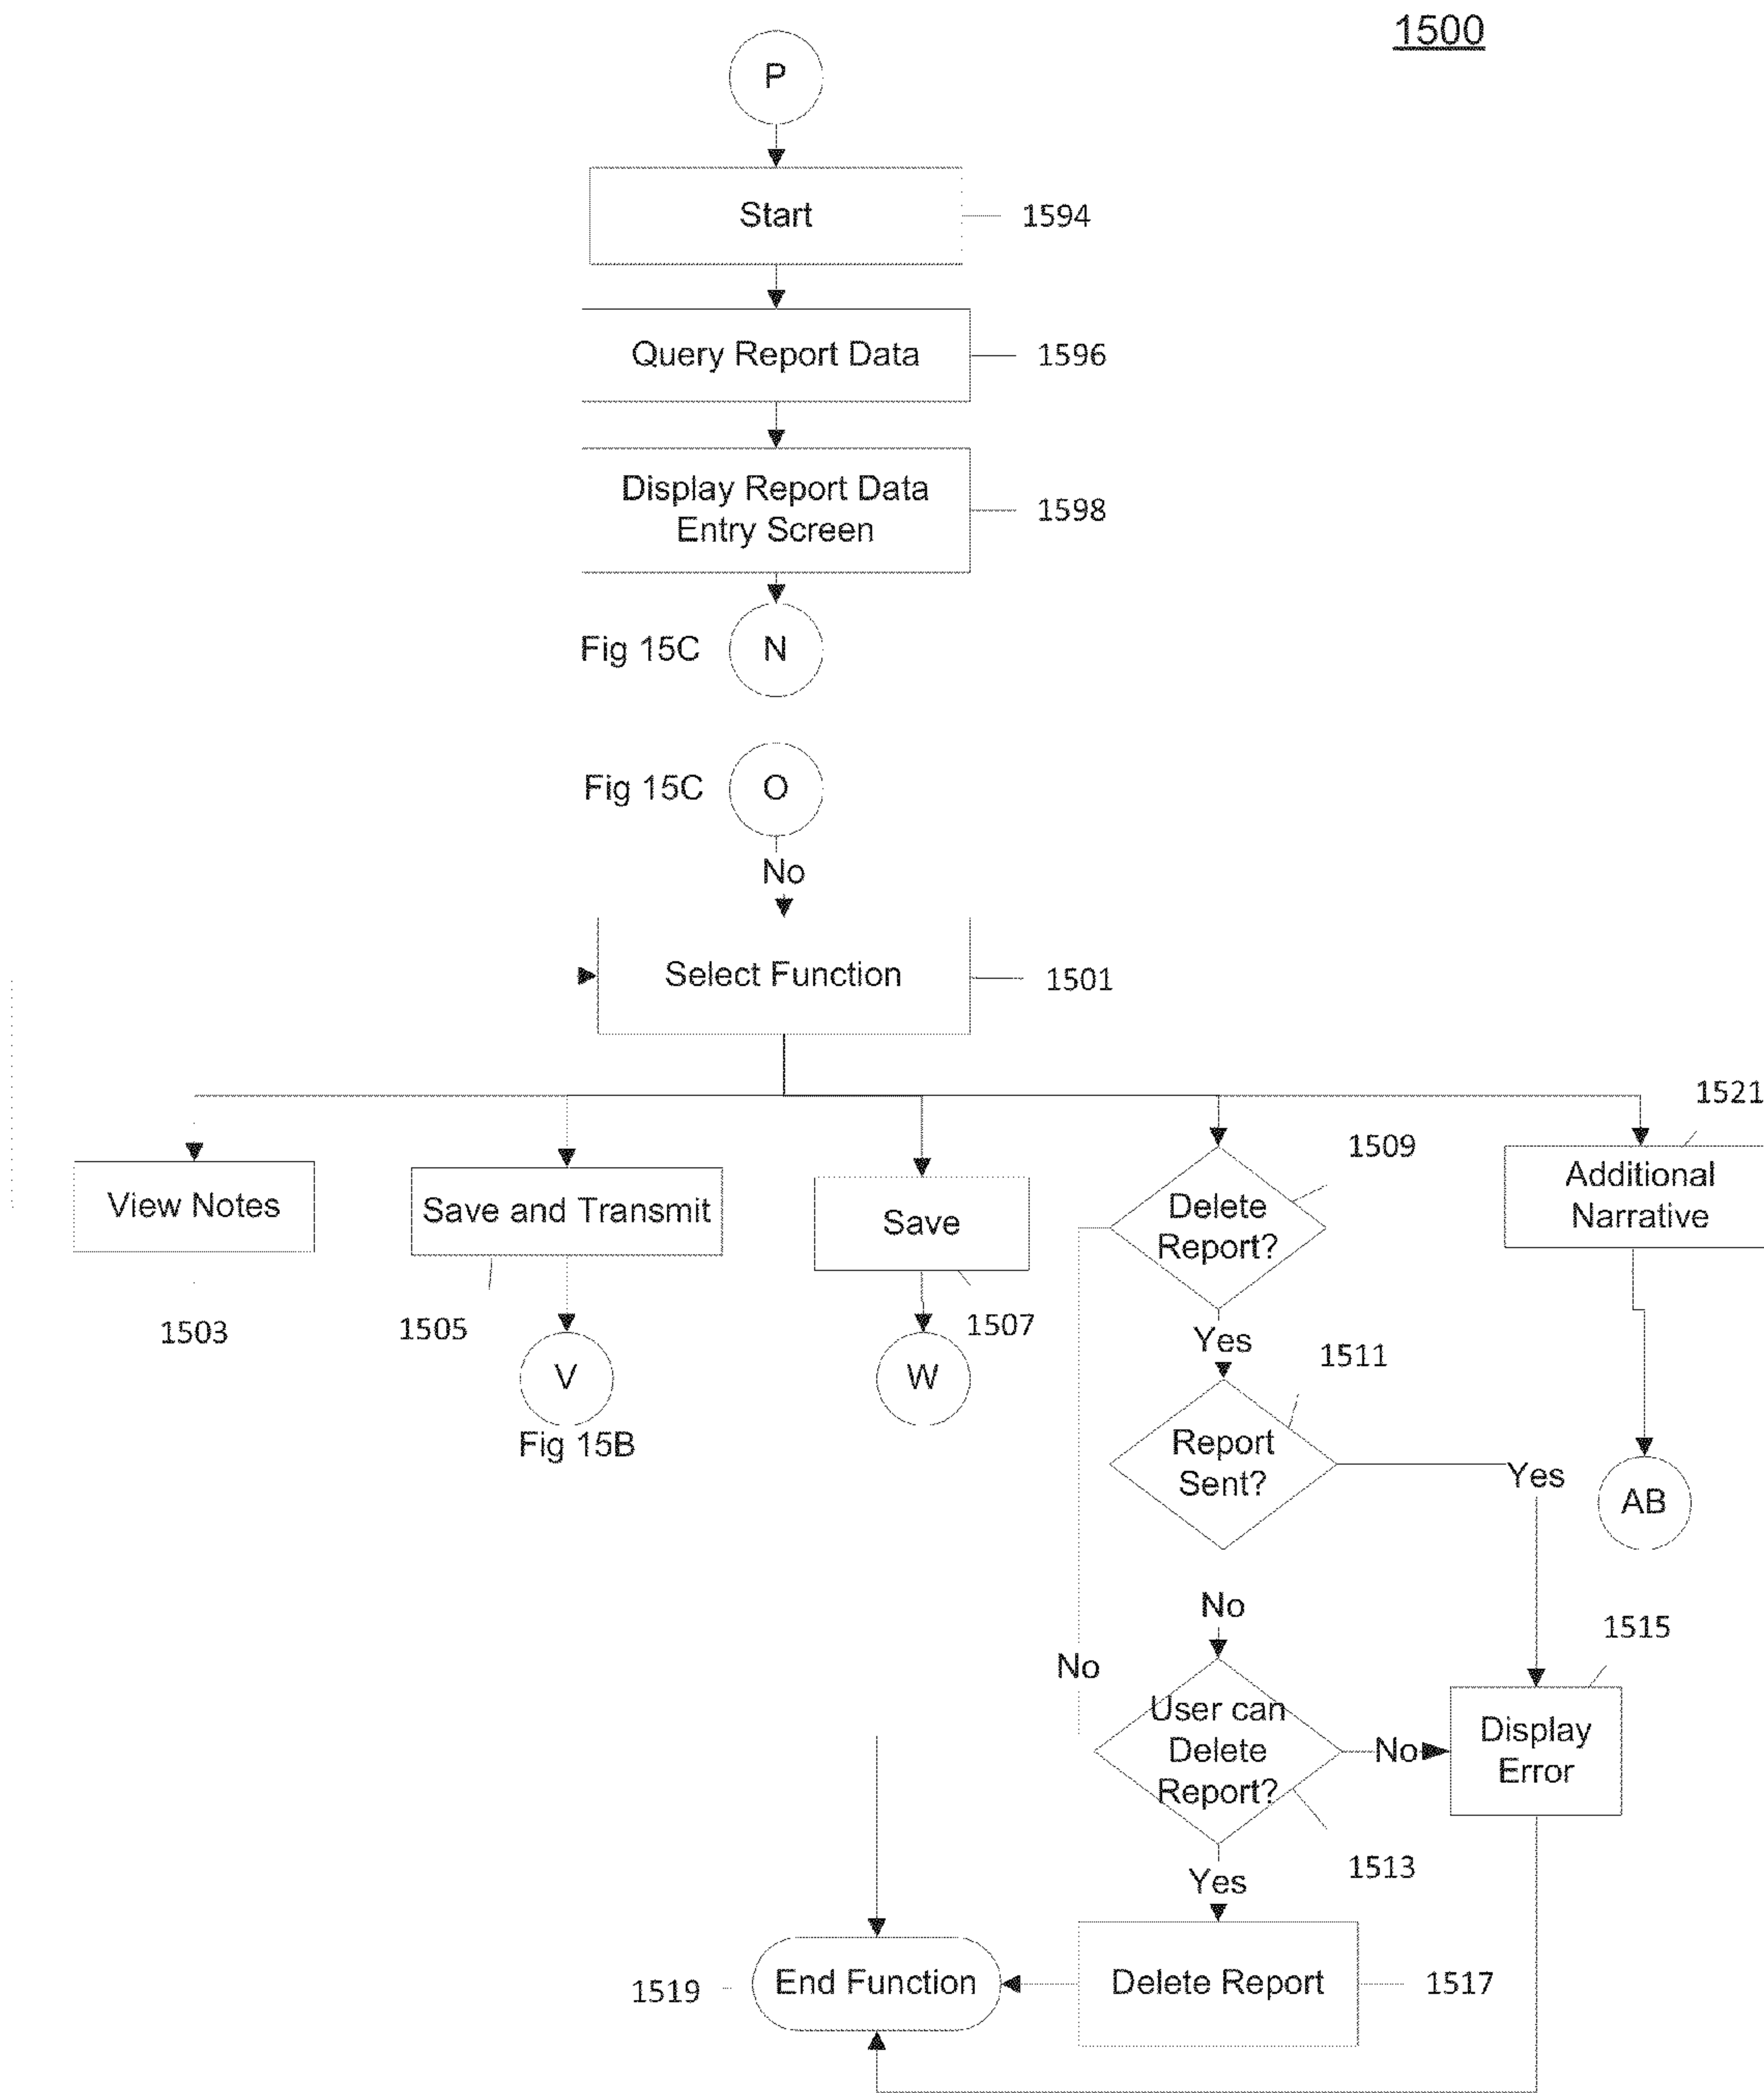 1500
P
Start
1594
Query Report Data
1596
Display Report Data
Entry Screen
1598
Fig 15C
N
Fig 15C
O
No
Select Function
1501
1521
1509
View Notes
Save and Transmit
Save
Delete
Report?
Additional
Narrative
1503
1505
1507
Yes
1511
V
W
Fig 15B
Report
Sent?
Yes
AB
No
1515
No
User can
Delete
Report?
No
Display
Error
1513
Yes
1519
End Function
Delete Report
1517